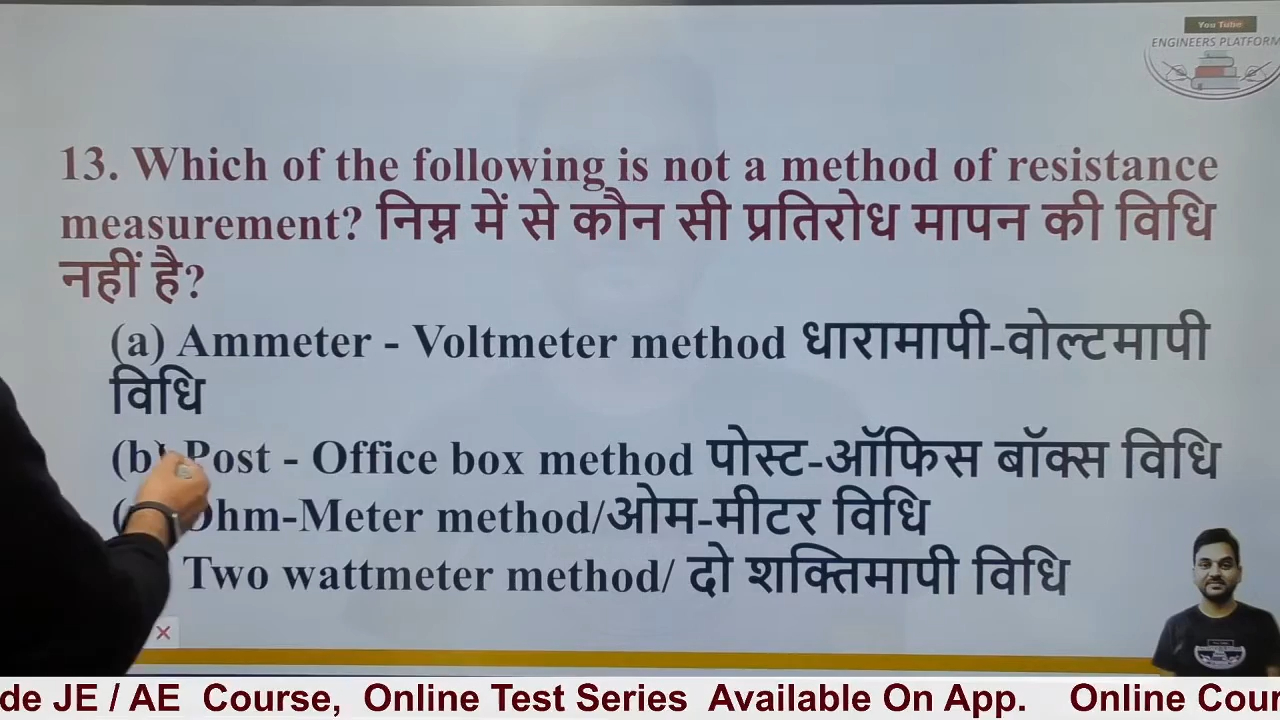 You Tube
ENGINEERS PLATFORM
13. Which of the following is not a method of resistance
measurement? निम्न में से कौन सी प्रतिरोध मापन की विधि
नहीं है?
(a) Ammeter - Voltmeter method धारामापी-वोल्टमापी
विधि
(b) Post - Office box method पोस्ट-ऑफिस बॉक्स विधि
Ohm-Meter method/ओम-मीटर विधि
Two wattmeter method/ दो शक्तिमापी विधि
de JE / AE Course, Online Test Series Available On App. Online Cour